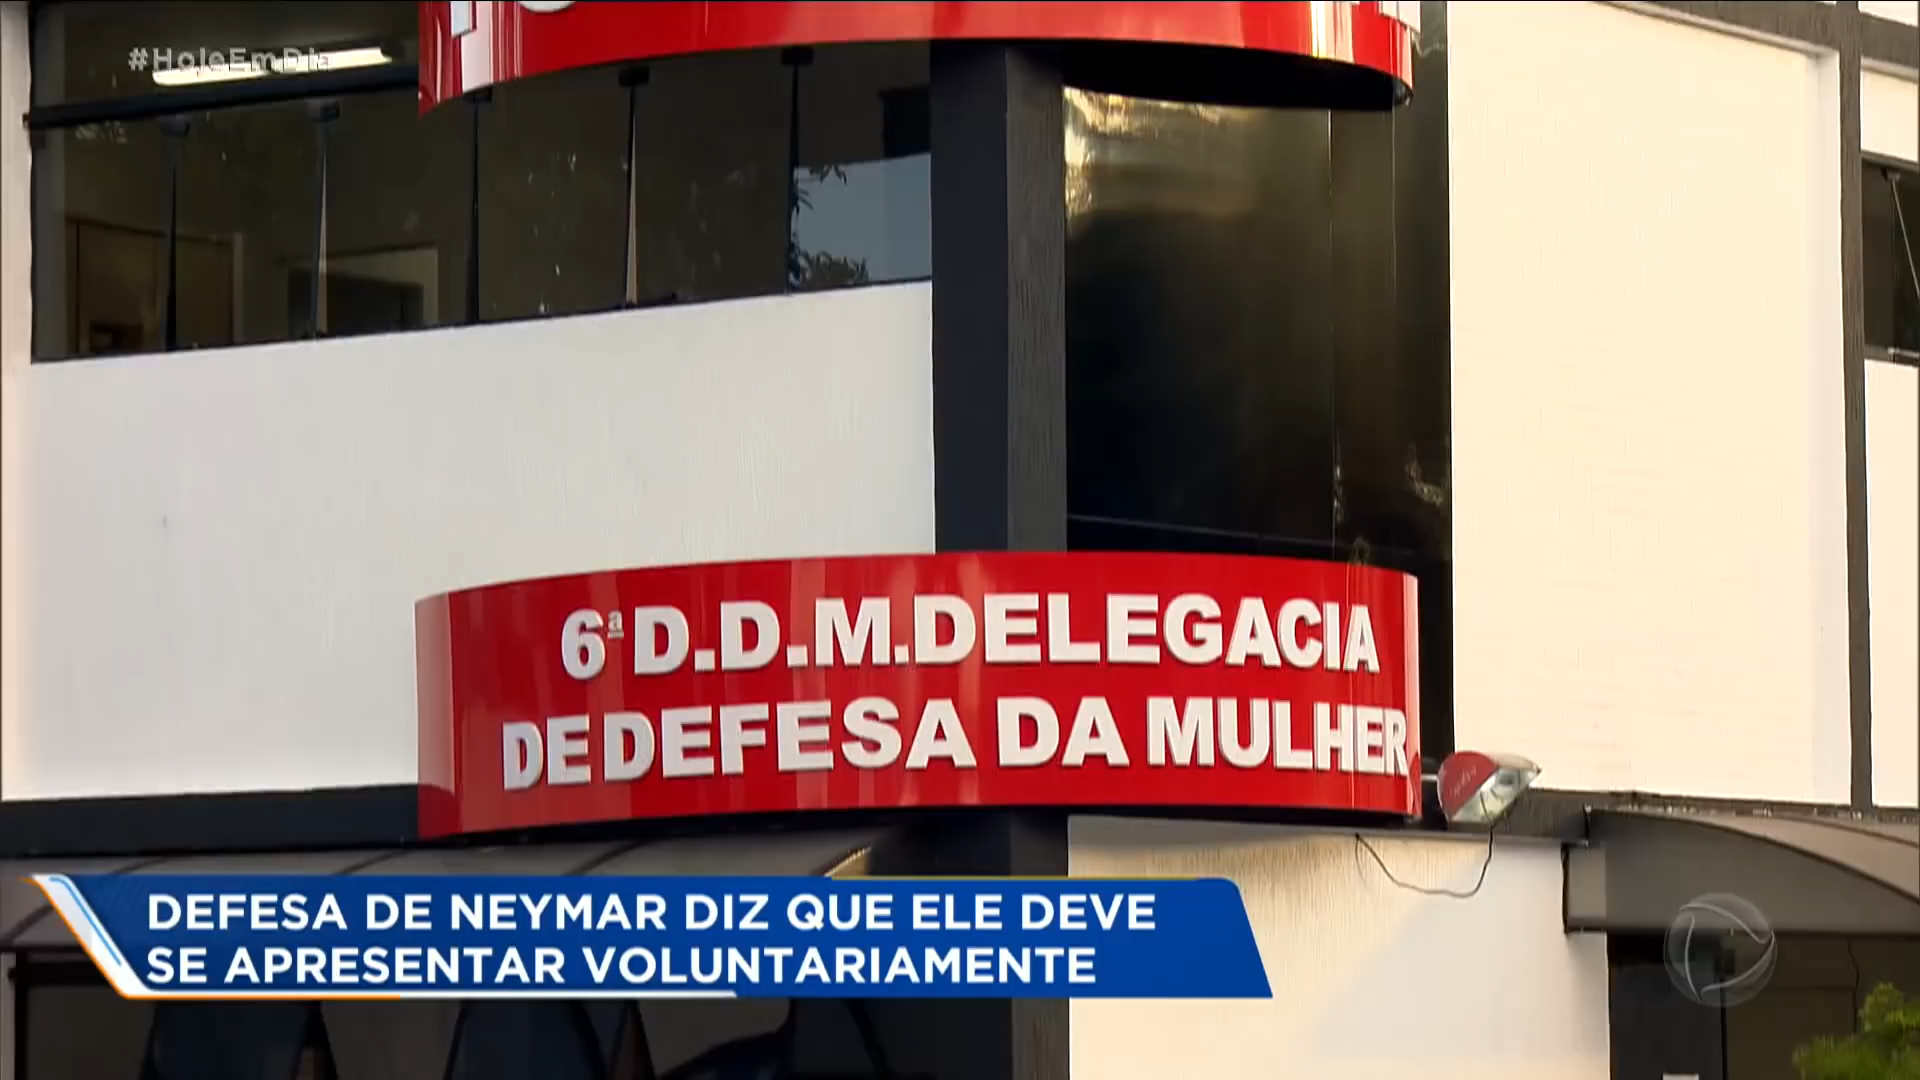 #HojeEmDia
6ª D.D.M. DELEGACIA
DE DEFESA DA MULHER
DEFESA DE NEYMAR DIZ QUE ELE DEVE
SE APRESENTAR VOLUNTARIAMENTE